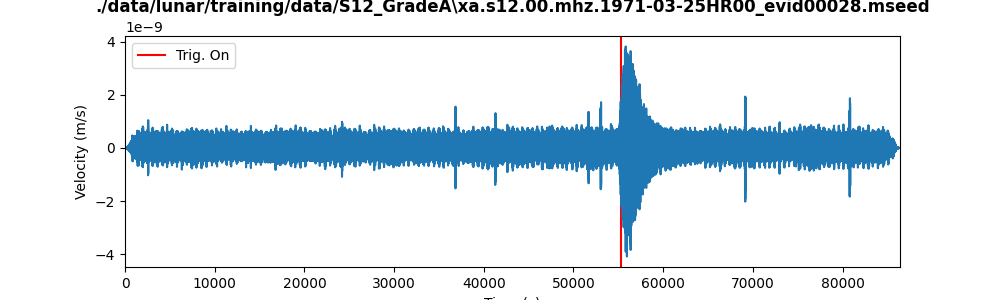 ./data/lunar/training/data/S12_GradeA\xa.s12.00.mhz.1971-03-25HR00_evid00028.mseed
1e−9
4
2
0
−2
−4
Velocity (m/s)
Trig. On
0 10000 20000 30000 40000 50000 60000 70000 80000
Time (s)